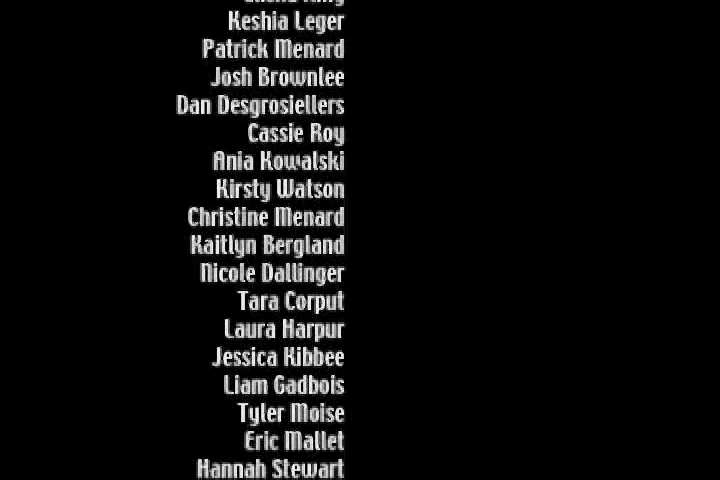 Keshia Leger
Patrick Menard
Josh Brownlee
Dan Desgrosiellers
Cassie Roy
Ania Kowalski
Kirsty Watson
Christine Menard
Kaitlyn Bergland
Nicole Dallinger
Tara Corput
Laura Harpur
Jessica Kibbee
Liam Gadbois
Tyler Moise
Eric Mallet
Hannah Stewart